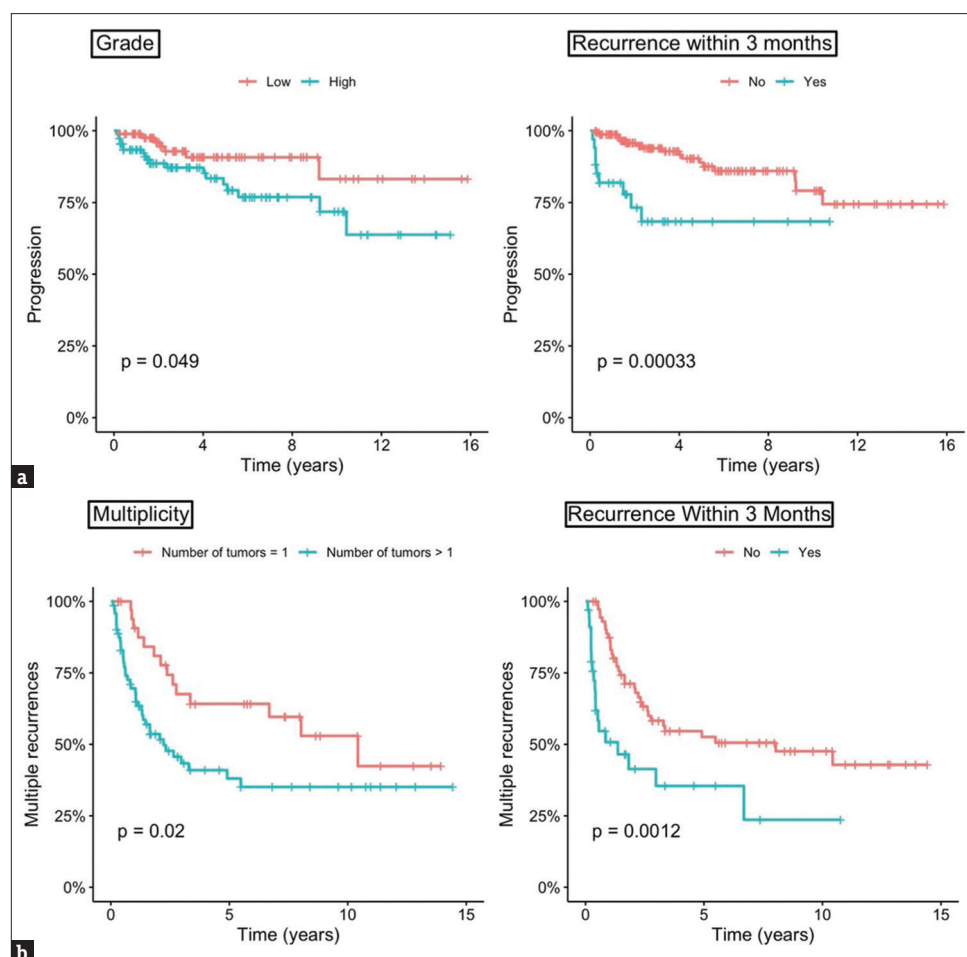 Grade
Low High
Progression
100%
75%
50%
25%
0%
p = 0.049
0 4 8 12 16
Time (years)
Recurrence within 3 months
No Yes
Progression
100%
75%
50%
25%
0%
p = 0.00033
0 4 8 12 16
Time (years)
a
Multiplicity
Number of tumors = 1 Number of tumors > 1
Multiple recurrences
100%
75%
50%
25%
0%
p = 0.02
0 5 10 15
Time (years)
Recurrence Within 3 Months
No Yes
Multiple recurrences
100%
75%
50%
25%
0%
p = 0.0012
0 5 10 15
Time (years)
b